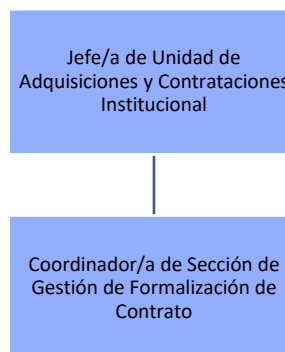 Jefe/a de Unidad de
Adquisiciones y Contrataciones
Institucional
Coordinador/a de Sección de
Gestión de Formalización de
Contrato